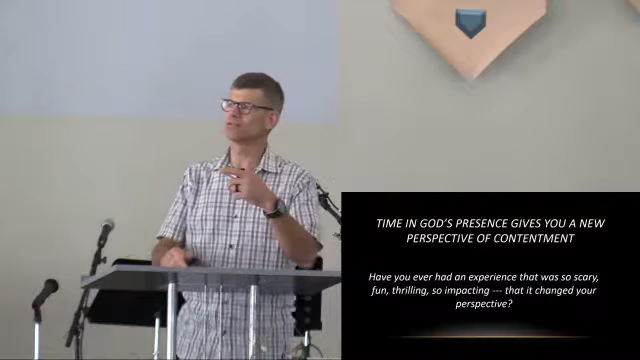 TIME IN GOD'S PRESENCE GIVES YOU A NEW
PERSPECTIVE OF CONTENTMENT
Have you ever had an experience that was so scary,
fun, thrilling, so impacting --- that it changed your
perspective?